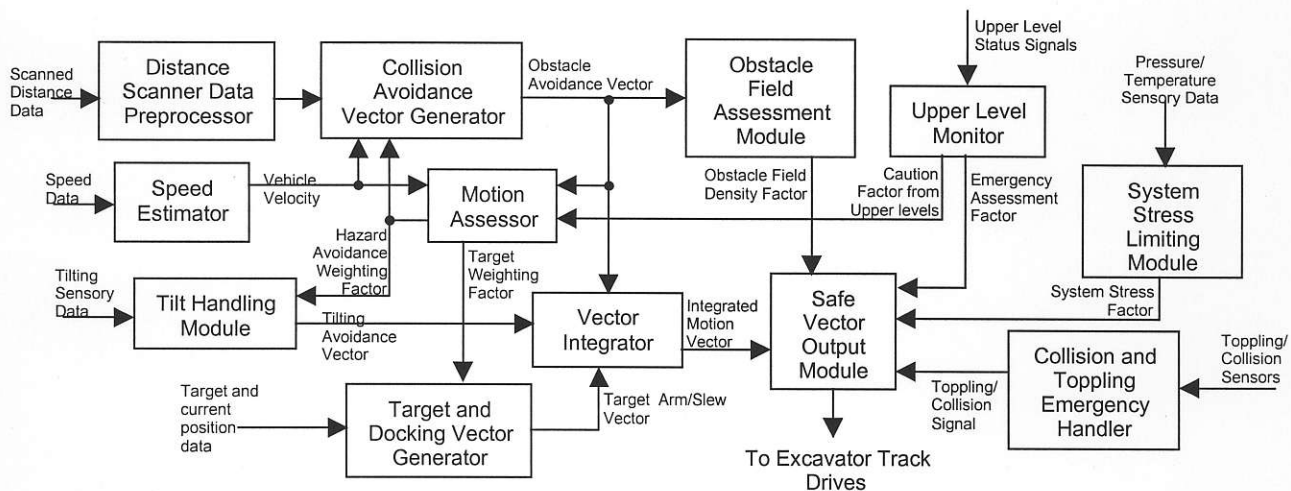 Scanned
Distance
Data
Distance
Scanner Data
Preprocessor
Collision
Avoidance
Vector Generator
Obstacle
Avoidance Vector
Obstacle
Field
Assessment
Module
Upper Level
Status Signals
Upper Level
Monitor
Pressure/
Temperature
Sensory Data
Speed
Data
Speed
Estimator
Vehicle
Velocity
Motion
Assessor
Obstacle Field
Density Factor
Caution
Factor from
Upper levels
Emergency
Assessment
Factor
System
Stress
Limiting
Module
Hazard
Avoidance
Weighting
Factor
Target
Weighting
Factor
Tilting
Sensory
Data
Tilt Handling
Module
Tilting
Avoidance
Vector
Vector
Integrator
Integrated
Motion
Vector
Safe
Vector
Output
Module
System Stress
Factor
Toppling/
Collision
Sensors
Collision and
Toppling
Emergency
Handler
Toppling/
Collision
Signal
Target and
current
position
data
Target and
Docking Vector
Generator
Target Arm/Slew
Vector
To Excavator Track
Drives